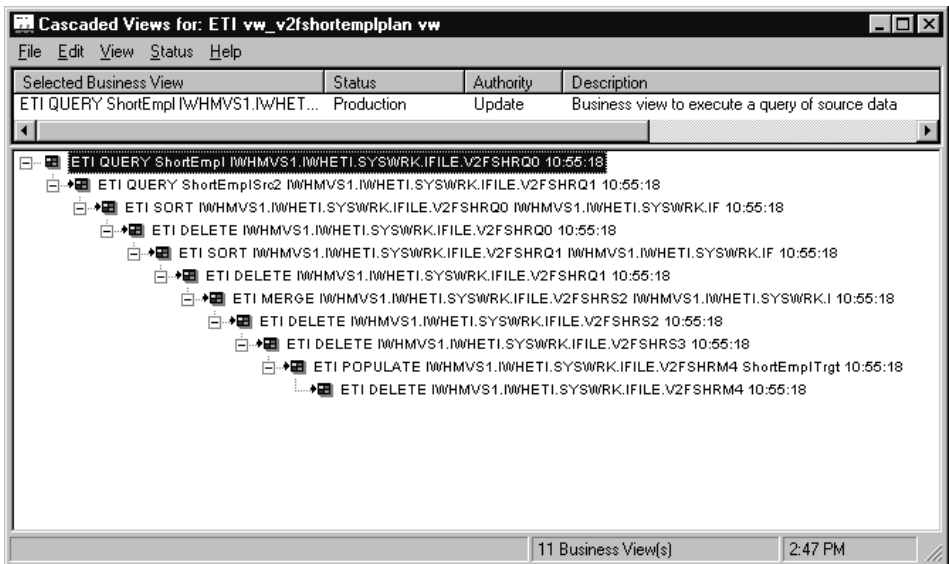 Cascaded Views for: ETI vw_v2fshortemplplan vw
File Edit View Status Help
Selected Business View Status Authority Description
ETI QUERY ShortEmpl IWHMVS1.IWHET... Production Update Business view to execute a query of source data
ETI QUERY ShortEmpl IWHMVS1.IWHETI.SYSWRK.IFILE.V2FSHRQ0 10:55:18
ETI QUERY ShortEmplSrc2 IWHMVS1.IWHETI.SYSWRK.IFILE.V2FSHRQ1 10:55:18
ETI SORT IWHMVS1.IWHETI.SYSWRK.IFILE.V2FSHRQ0 IWHMVS1.IWHETI.SYSWRK.IF 10:55:18
ETI DELETE IWHMVS1.IWHETI.SYSWRK.IFILE.V2FSHRQ0 10:55:18
ETI SORT IWHMVS1.IWHETI.SYSWRK.IFILE.V2FSHRQ1 IWHMVS1.IWHETI.SYSWRK.IF 10:55:18
ETI DELETE IWHMVS1.IWHETI.SYSWRK.IFILE.V2FSHRQ1 10:55:18
ETI MERGE IWHMVS1.IWHETI.SYSWRK.IFILE.V2FSHRS2 IWHMVS1.IWHETI.SYSWRK.I 10:55:18
ETI DELETE IWHMVS1.IWHETI.SYSWRK.IFILE.V2FSHRS2 10:55:18
ETI DELETE IWHMVS1.IWHETI.SYSWRK.IFILE.V2FSHRS3 10:55:18
ETI POPULATE IWHMVS1.IWHETI.SYSWRK.IFILE.V2FSHRM4 ShortEmplTrgt 10:55:18
ETI DELETE IWHMVS1.IWHETI.SYSWRK.IFILE.V2FSHRM4 10:55:18
11 Business View(s) 2:47 PM